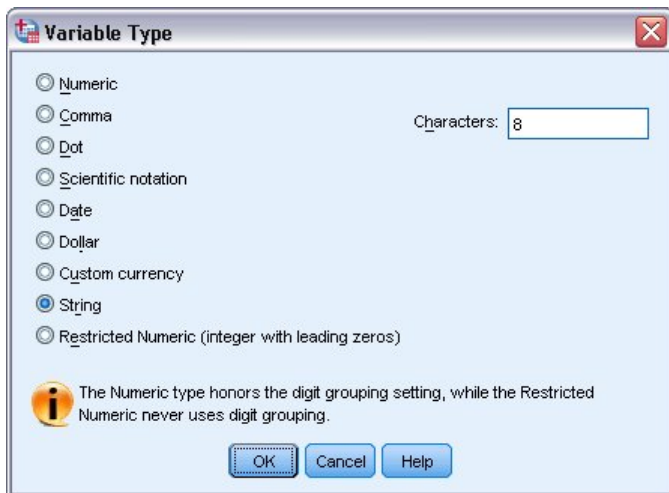 Variable Type
Numeric
Comma
Characters: 8
Dot
Scientific notation
Date
Dollar
Custom currency
String
Restricted Numeric (integer with leading zeros)
The Numeric type honors the digit grouping setting, while the Restricted
Numeric never uses digit grouping.
OK Cancel Help